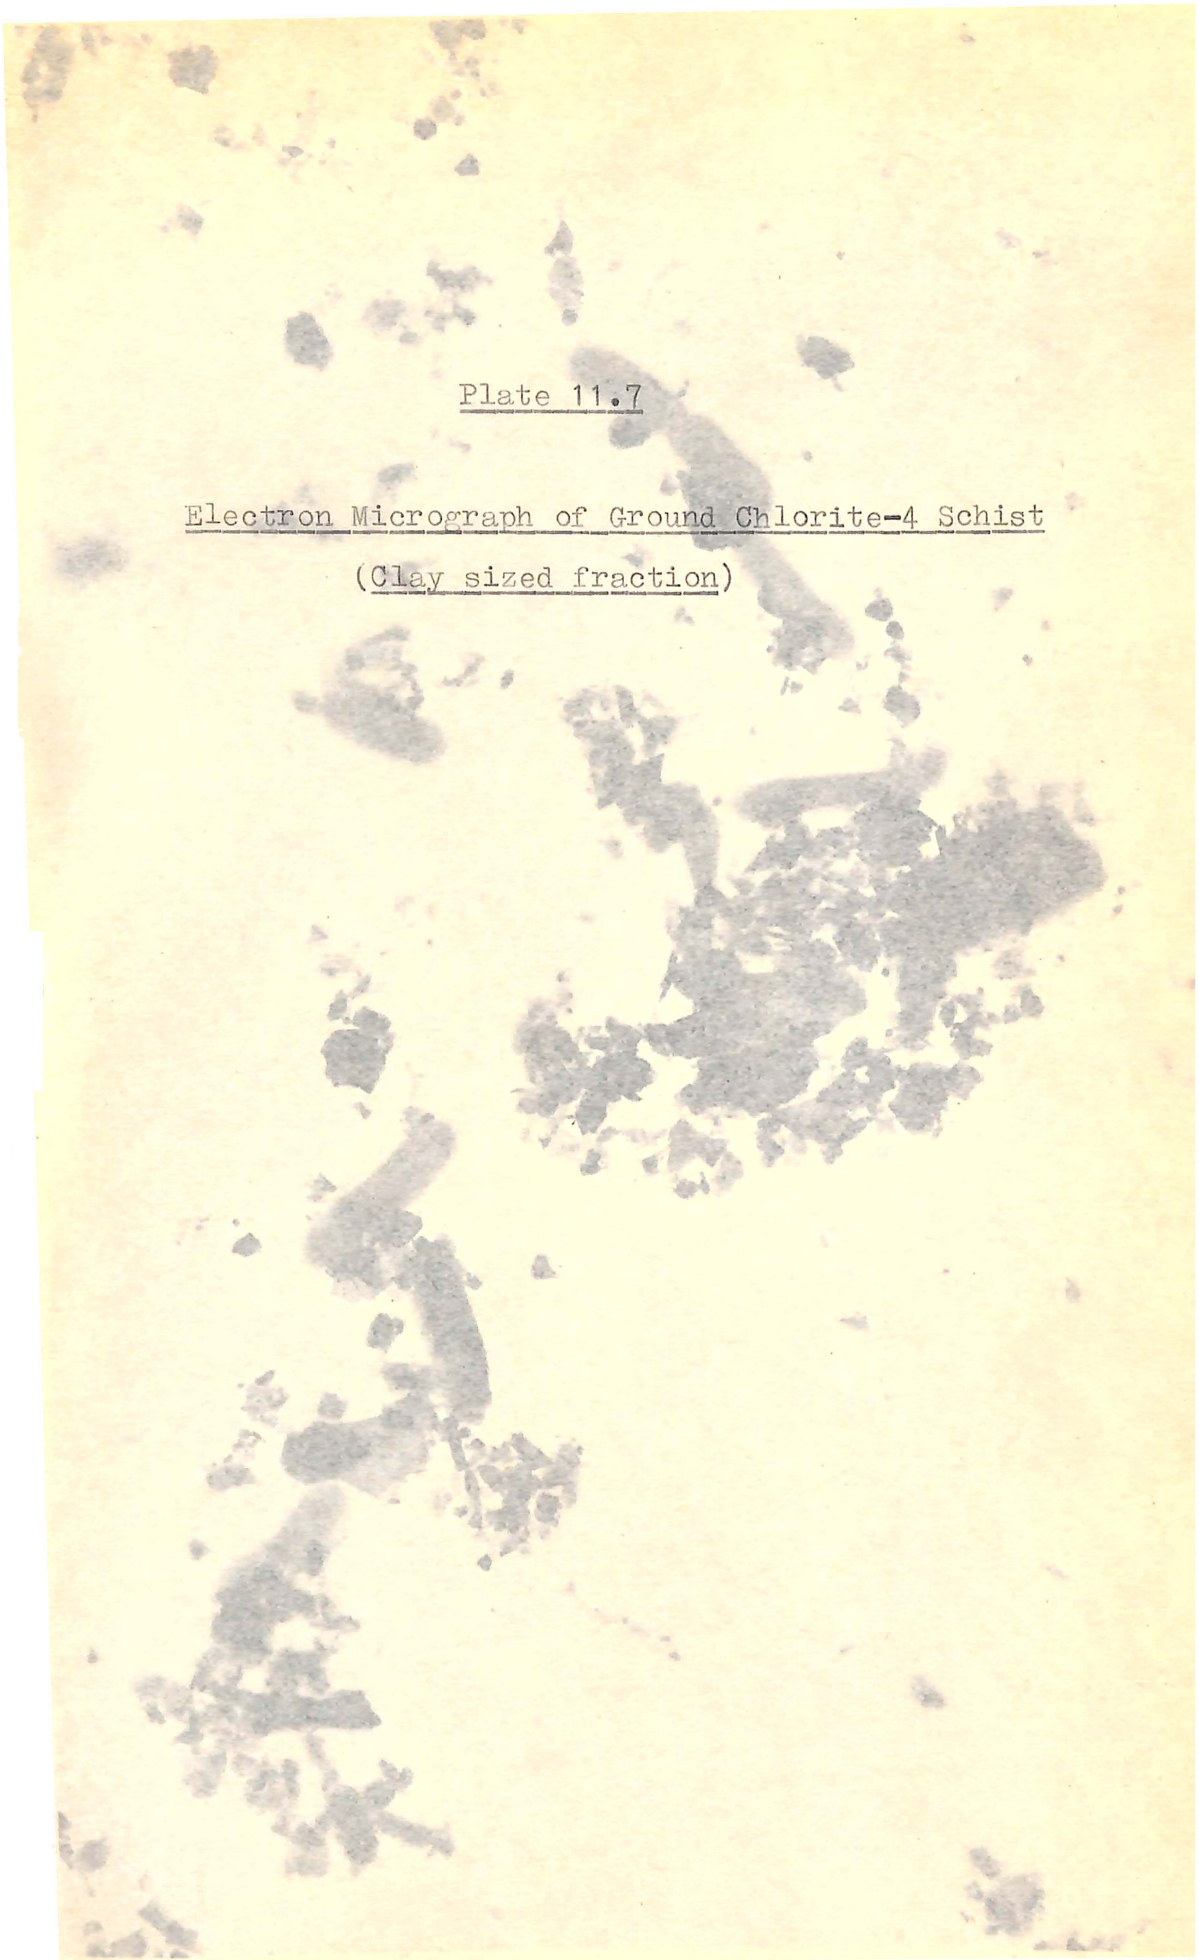 Plate 11.7
Electron Micrograph of Ground Chlorite-4 Schist
(Clay sized fraction)